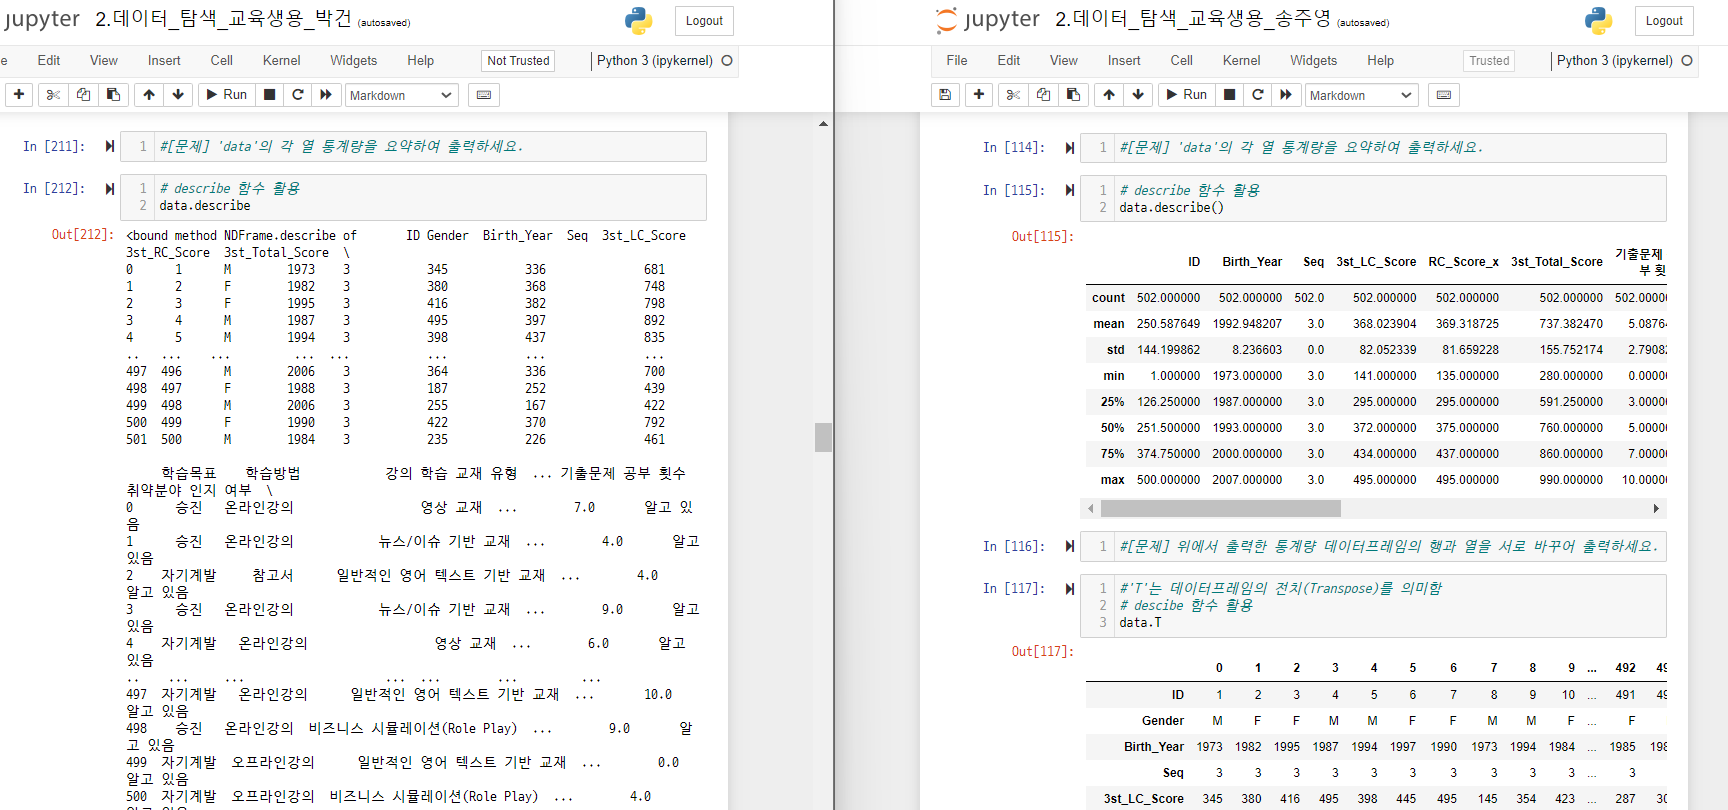 jupyter 2.데이터_탐색_교육생용_박건 (autosaved)
Logout
Edit View Insert Cell Kernel Widgets Help
Not Trusted
Python 3 (ipykernel)
Run
Markdown
In [211]:
1 #[문제] 'data'의 각 열 통계량을 요약하여 출력하세요.
In [212]:
1 # describe 함수 활용
2 data.describe
Out[212]:
<bound method NDFrame.describe of ID Gender Birth_Year Seq 3st_LC_Score
3st_RC_Score 3st_Total_Score \
0 1 M 1973 3 345 336 681
1 2 F 1982 3 380 368 748
2 3 F 1995 3 416 382 798
3 4 M 1987 3 495 397 892
4 5 M 1994 3 398 437 835
.. ... ... ... ... ... ... ...
497 496 M 2006 3 364 336 700
498 497 F 1988 3 187 252 439
499 498 M 2006 3 255 167 422
500 499 F 1990 3 422 370 792
501 500 M 1984 3 235 226 461
학습목표 학습방법 강의 학습 교재 유형 ... 기출문제 공부 횟수
취약분야 인지 여부 \
0 승진 온라인강의 영상 교재 ... 7.0 알고 있
음
1 승진 온라인강의 뉴스/이슈 기반 교재 ... 4.0 알고
있음
2 자기계발 참고서 일반적인 영어 텍스트 기반 교재 ... 4.0
알고 있음
3 승진 온라인강의 뉴스/이슈 기반 교재 ... 9.0 알고
있음
4 자기계발 온라인강의 영상 교재 ... 6.0 알고
있음
.. ... ... ... ... ... ...
497 자기계발 온라인강의 일반적인 영어 텍스트 기반 교재 ... 10.0
알고 있음
498 승진 온라인강의 비즈니스 시뮬레이션(Role Play) ... 9.0 알
고 있음
499 자기계발 오프라인강의 일반적인 영어 텍스트 기반 교재 ... 0.0
알고 있음
500 자기계발 오프라인강의 비즈니스 시뮬레이션(Role Play) ... 4.0
jupyter 2.데이터_탐색_교육생용_송주영 (autosaved)
Logout
File Edit View Insert Cell Kernel Widgets Help
Trusted
Python 3 (ipykernel)
Run
Markdown
In [114]:
1 #[문제] 'data'의 각 열 통계량을 요약하여 출력하세요.
In [115]:
1 # describe 함수 활용
2 data.describe()
Out[115]:
ID Birth_Year Seq 3st_LC_Score RC_Score_x 3st_Total_Score 기출문제
부 횟
count 502.000000 502.000000 502.0 502.000000 502.000000 502.000000 502.0000
mean 250.587649 1992.948207 3.0 368.023904 369.318725 737.382470 5.0876
std 144.199862 8.236603 0.0 82.052339 81.659228 155.752174 2.7908
min 1.000000 1973.000000 3.0 141.000000 135.000000 280.000000 0.0000
25% 126.250000 1987.000000 3.0 295.000000 295.000000 591.250000 3.0000
50% 251.500000 1993.000000 3.0 372.000000 375.000000 760.000000 5.0000
75% 374.750000 2000.000000 3.0 434.000000 437.000000 860.000000 7.0000
max 500.000000 2007.000000 3.0 495.000000 495.000000 990.000000 10.0000
In [116]:
1 #[문제] 위에서 출력한 통계량 데이터프레임의 행과 열을 서로 바꾸어 출력하세요.
In [117]:
1 #'T'는 데이터프레임의 전치(Transpose)를 의미함
2 # descibe 함수 활용
3 data.T
Out[117]:
0 1 2 3 4 5 6 7 8 9 ... 492 49
ID 1 2 3 4 5 6 7 8 9 10 ... 491 49
Gender M F F M M F F M M F ... F
Birth_Year 1973 1982 1995 1987 1994 1997 1990 1973 1994 1984 ... 1985 198
Seq 3 3 3 3 3 3 3 3 3 3 ... 3
3st_LC_Score 345 380 416 495 398 445 495 145 354 423 ... 287 30